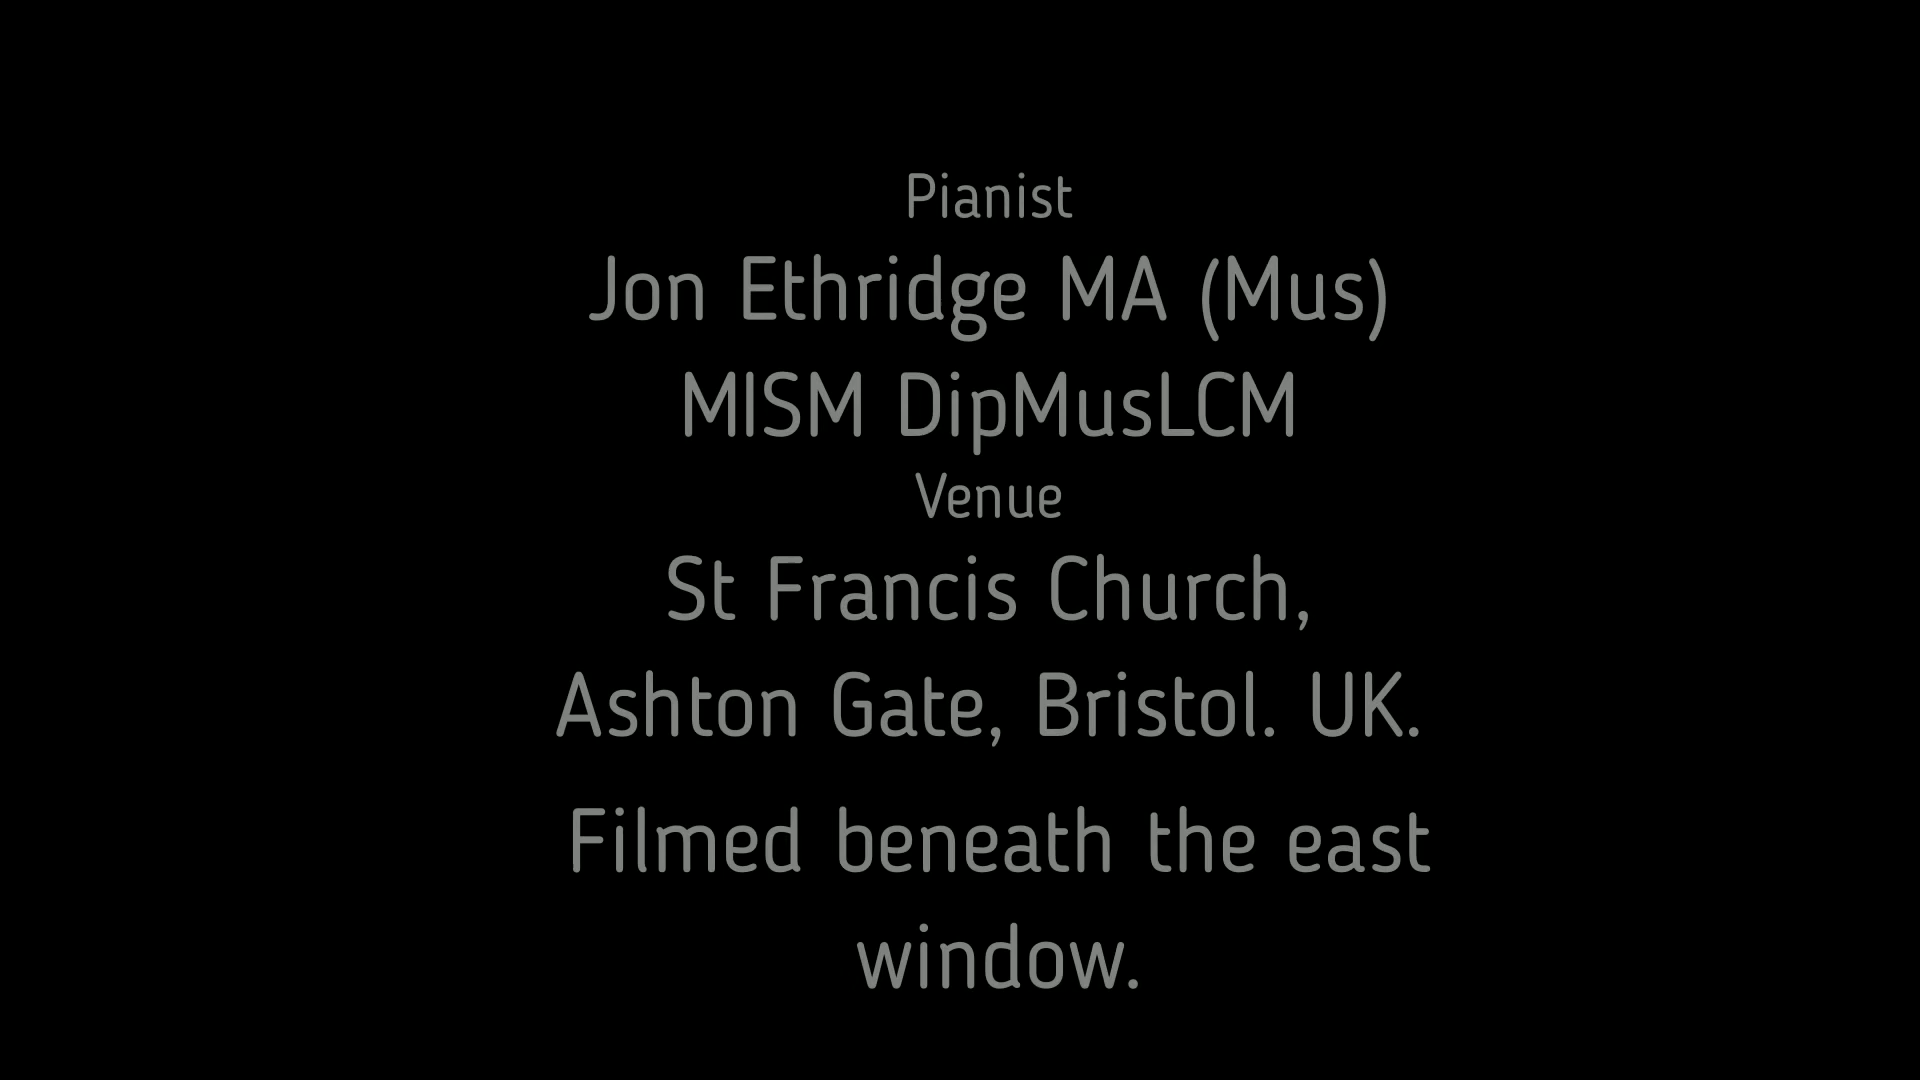 Pianist
Jon Ethridge MA (Mus)
MISM DipMusLCM
Venue
St Francis Church,
Ashton Gate, Bristol. UK.
Filmed beneath the east
window.